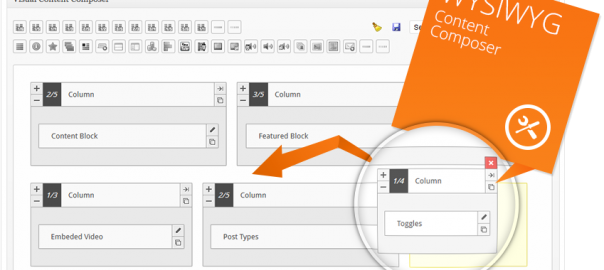 Visual Content Composer
WYSIWYG
Content
Composer
2/5 Column
3/5 Column
Content Block
Featured Block
1/4 Column
1/3 Column
2/5 Column
Toggles
Embeded Video
Post Types